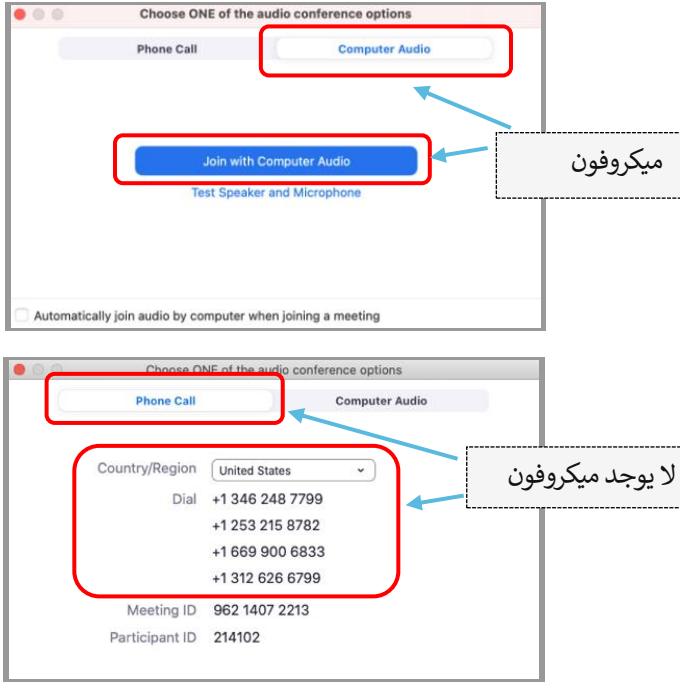 Choose ONE of the audio conference options
Phone Call Computer Audio
ميكروفون
Join with Computer Audio
Test Speaker and Microphone
Automatically join audio by computer when joining a meeting
Choose ONE of the audio conference options
Phone Call Computer Audio
لا يوجد ميكروفون
Country/Region United States
Dial +1 346 248 7799
+1 253 215 8782
+1 669 900 6833
+1 312 626 6799
Meeting ID 962 1407 2213
Participant ID 214102